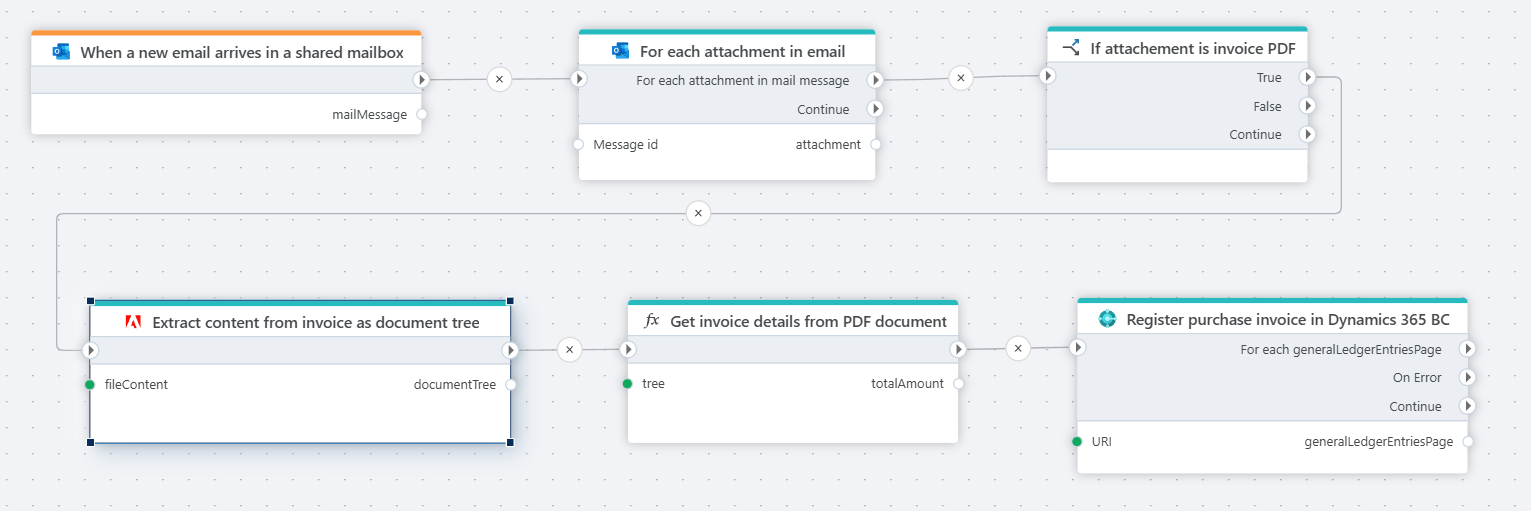 When a new email arrives in a shared mailbox
mailMessage
For each attachment in email
For each attachment in mail message
Continue
Message id
attachment
If attachement is invoice PDF
True
False
Continue
Extract content from invoice as document tree
fileContent
documentTree
fx Get invoice details from PDF document
tree
totalAmount
Register purchase invoice in Dynamics 365 BC
For each generalLedgerEntriesPage
On Error
Continue
URI
generalLedgerEntriesPage